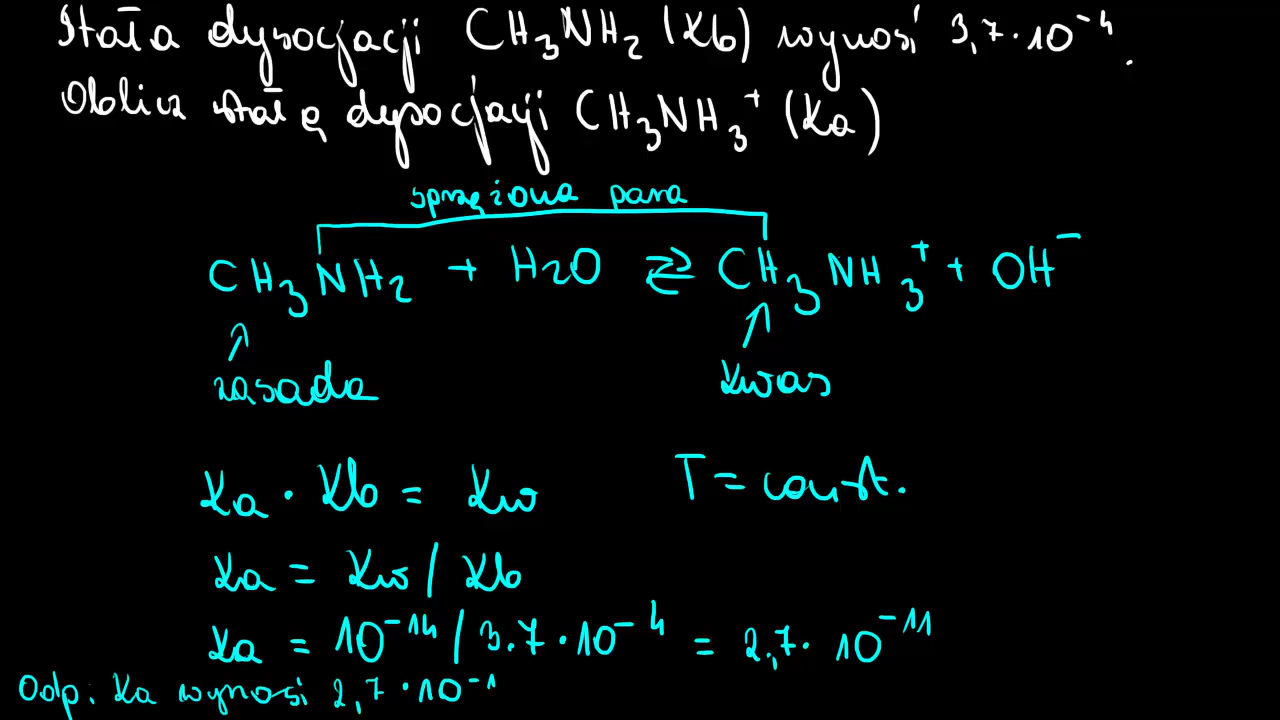 Stała dysocjacji CH₃NH₂ (Kb) wynosi 3,7·10⁻⁴.
Oblicz stałą dysocjacji CH₃NH₃⁺ (Ka)
sprzężona para
CH₃NH₂ + H₂O ⇄ CH₃NH₃⁺ + OH⁻
zasada kwas
Ka · Kb = Kw T = const.
Ka = Kw / Kb
Ka = 10⁻¹⁴ / 3.7·10⁻⁴ = 2,7·10⁻¹¹
Odp: Ka wynosi 2,7·10⁻¹